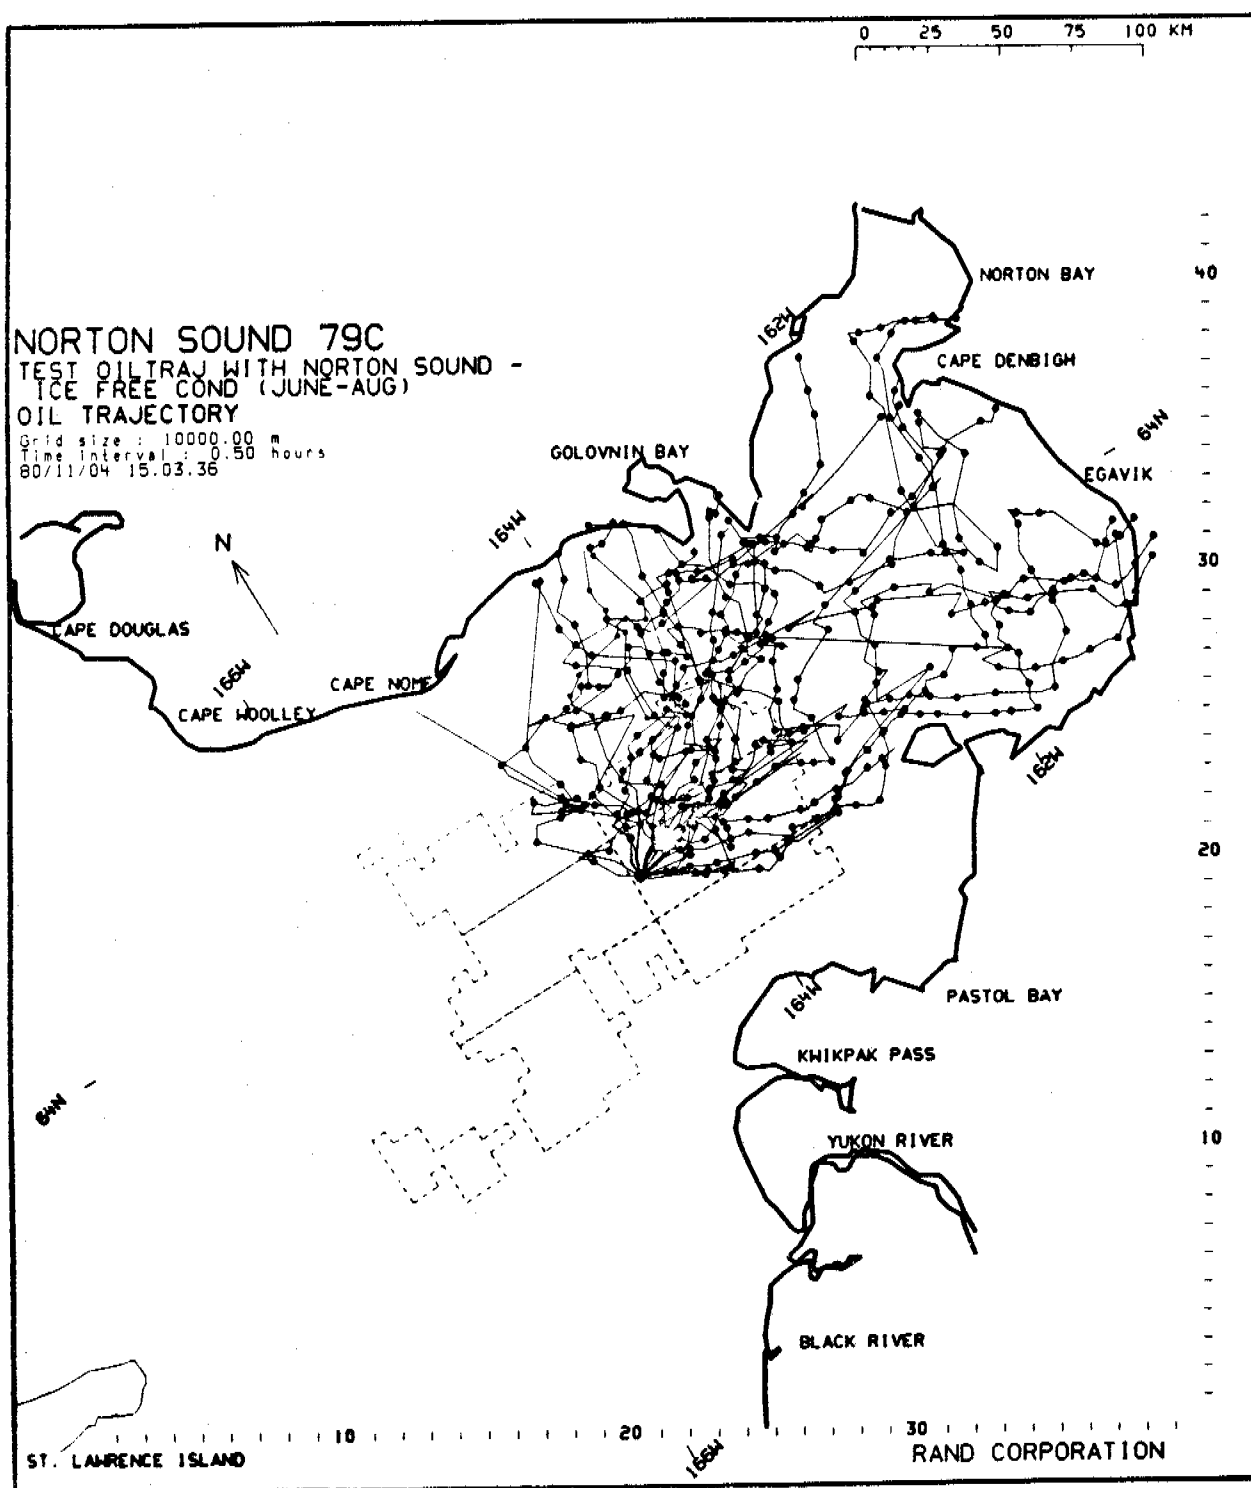 0 25 50 75 100 KM
NORTON BAY
40
162W
NORTON SOUND 79C
TEST OILTRAJ WITH NORTON SOUND -
ICE FREE COND (JUNE-AUG)
OIL TRAJECTORY
Grid size : 10000.00 m
Time interval : 0.50 hours
80/11/04 15.03.36
CAPE DENBIGH
64N
GOLOVNIN BAY
EGAVIK
164W
N
30
CAPE DOUGLAS
166W
CAPE NOME
CAPE WOOLLEY
162W
20
164W
PASTOL BAY
KWIKPAK PASS
64N
YUKON RIVER
10
BLACK RIVER
10 20 30
ST. LAWRENCE ISLAND
166W
RAND CORPORATION